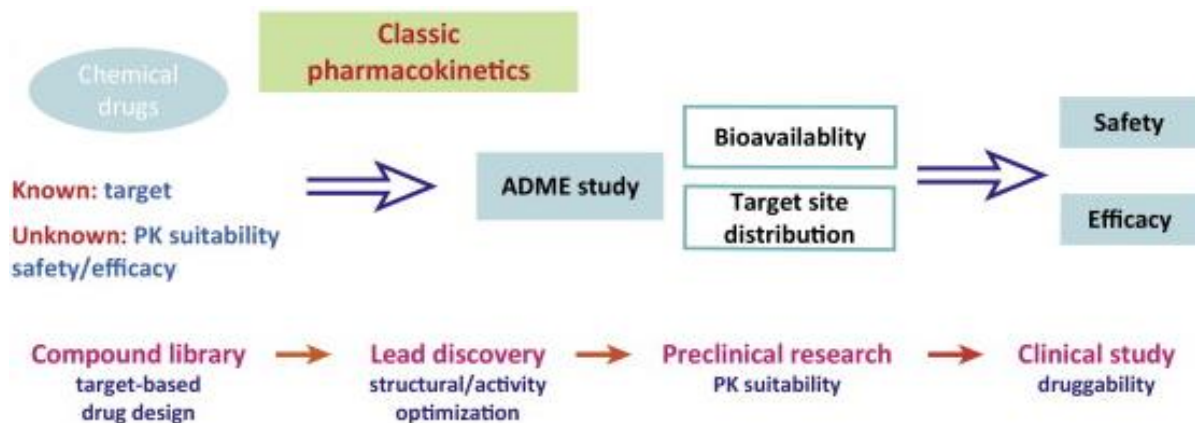 Classic
pharmacokinetics
Chemical
drugs
Known: target
Unknown: PK suitability
safety/efficacy
ADME study
Bioavailablity
Target site
distribution
Safety
Efficacy
Compound library
target-based
drug design
Lead discovery
structural/activity
optimization
Preclinical research
PK suitability
Clinical study
druggability